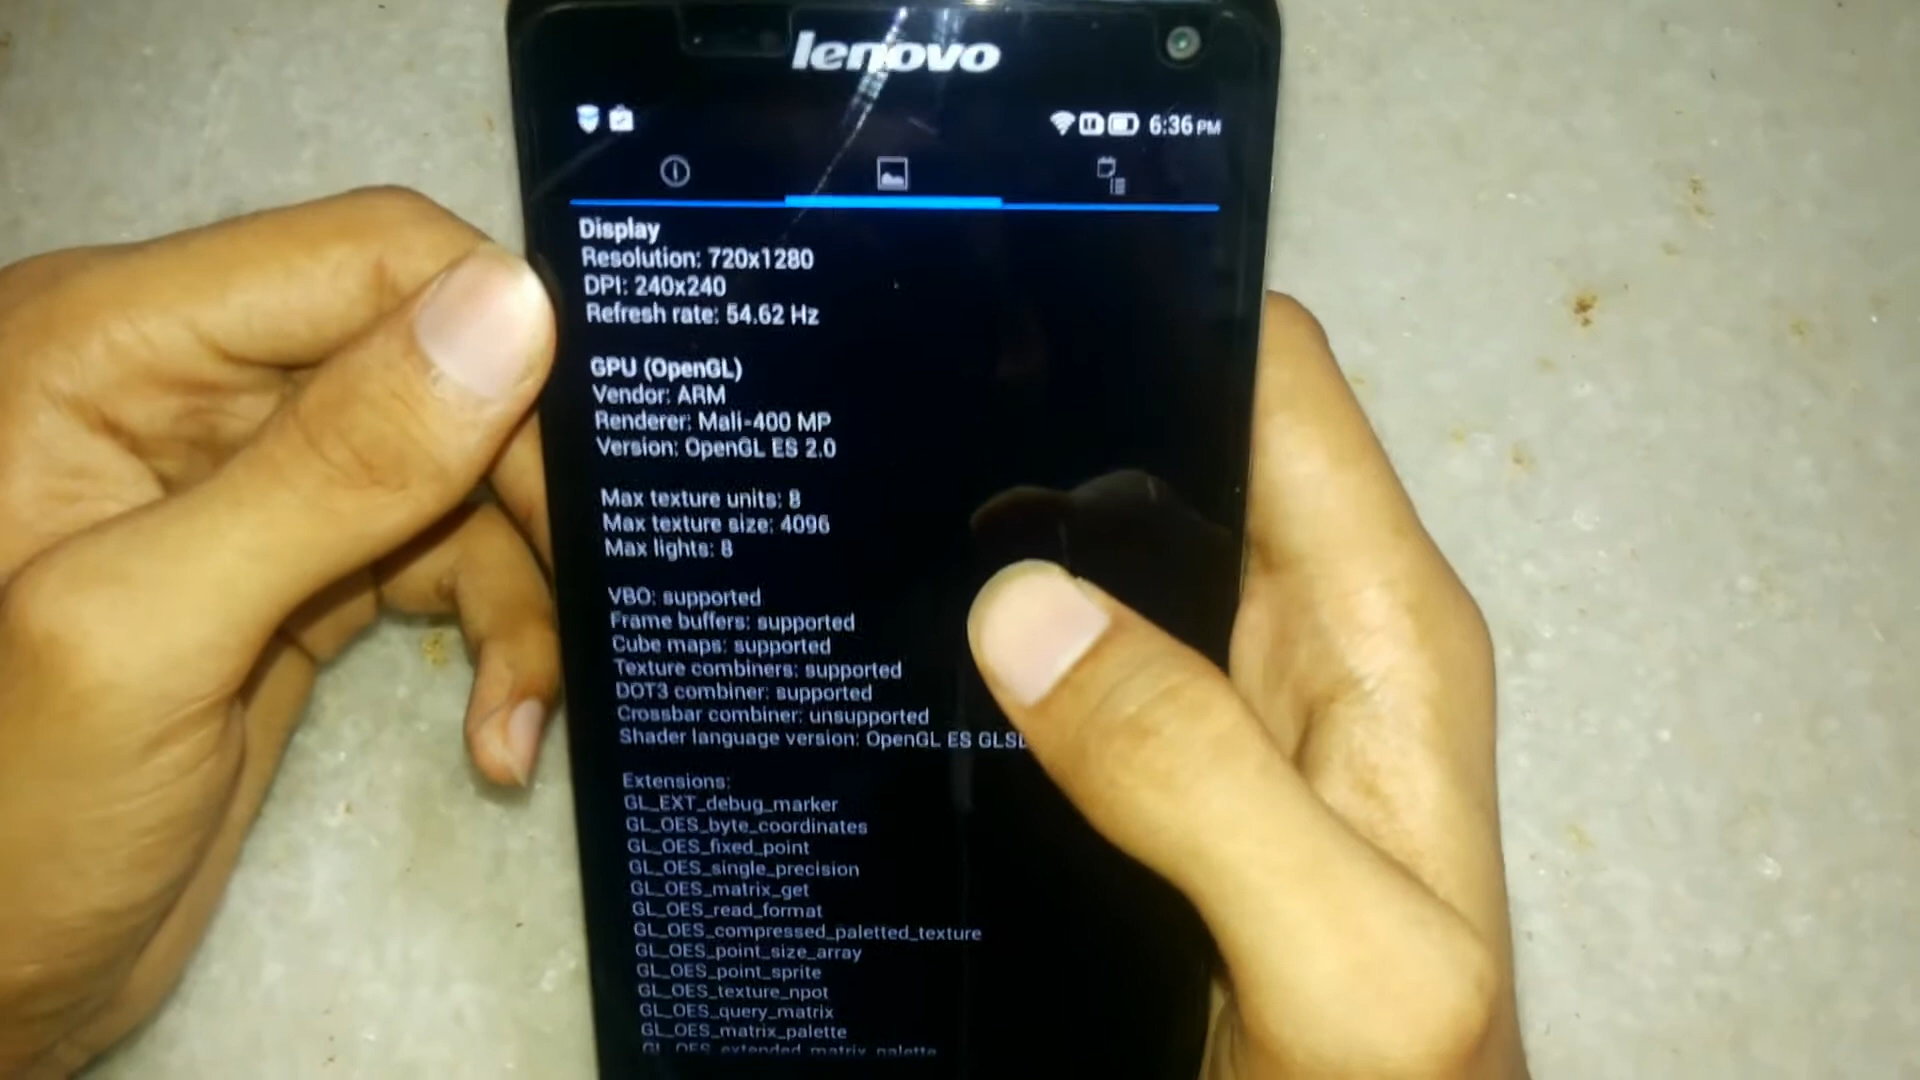 lenovo
6:36 PM
Display
Resolution: 720x1280
DPI: 240x240
Refresh rate: 54.62 Hz
GPU (OpenGL)
Vendor: ARM
Renderer: Mali-400 MP
Version: OpenGL ES 2.0
Max texture units: 8
Max texture size: 4096
Max lights: 8
VBO: supported
Frame buffers: supported
Cube maps: supported
Texture combiners: supported
DOT3 combiner: supported
Crossbar combiner: unsupported
Shader language version: OpenGL ES GLSL
Extensions:
GL_EXT_debug_marker
GL_OES_byte_coordinates
GL_OES_fixed_point
GL_OES_single_precision
GL_OES_matrix_get
GL_OES_read_format
GL_OES_compressed_paletted_texture
GL_OES_point_size_array
GL_OES_point_sprite
GL_OES_texture_npot
GL_OES_query_matrix
GL_OES_matrix_palette
GL_OES_extended_matrix_palette